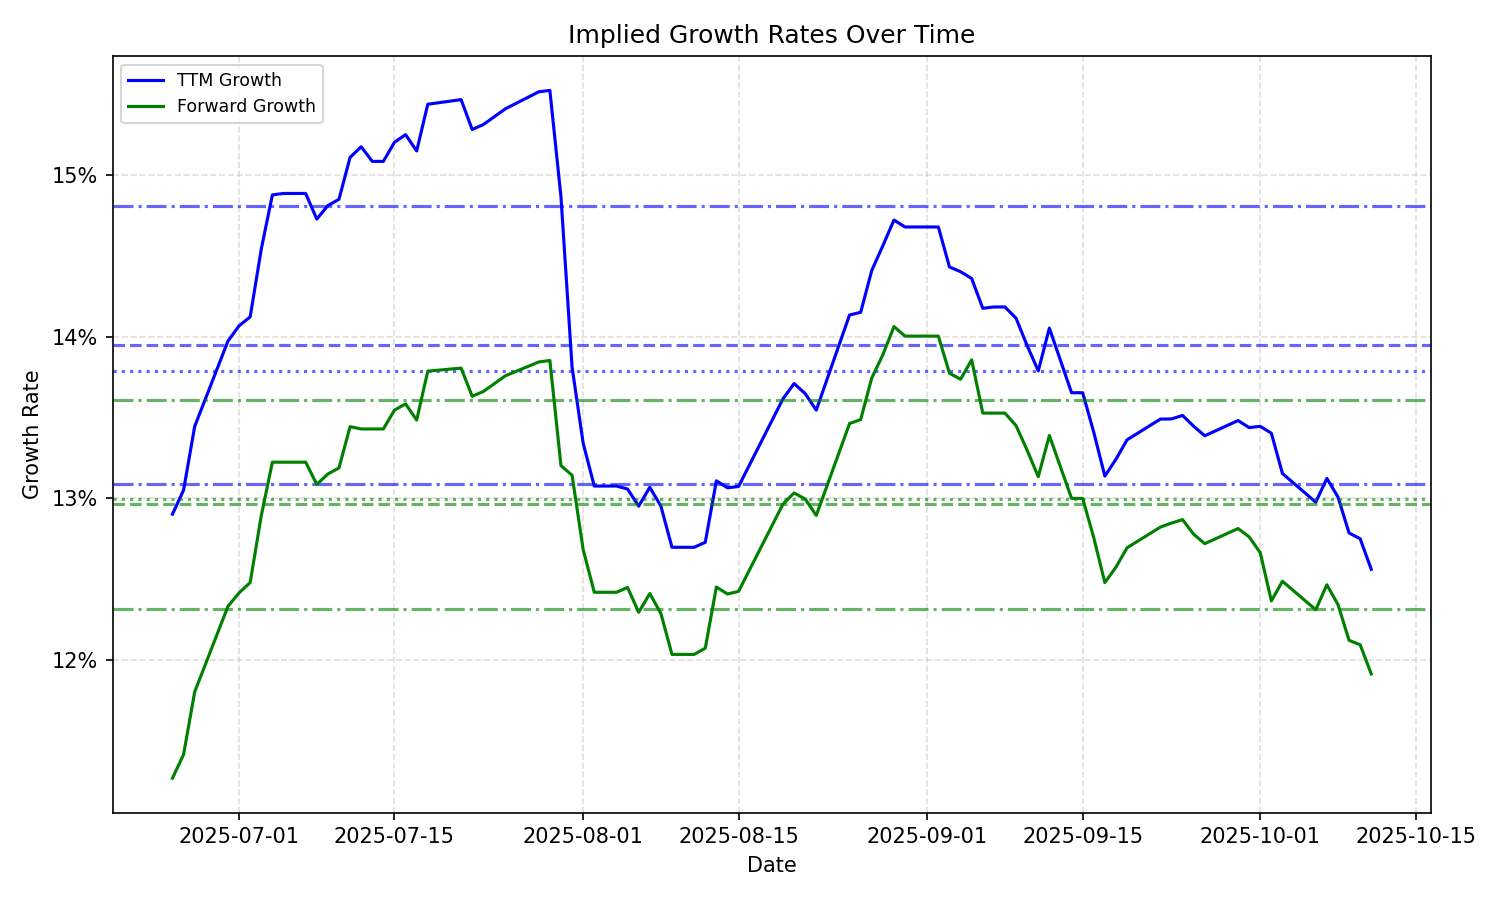 Implied Growth Rates Over Time
TTM Growth
Forward Growth
15%
14%
13%
12%
Growth Rate
2025-07-01
2025-07-15
2025-08-01
2025-08-15
2025-09-01
2025-09-15
2025-10-01
2025-10-15
Date